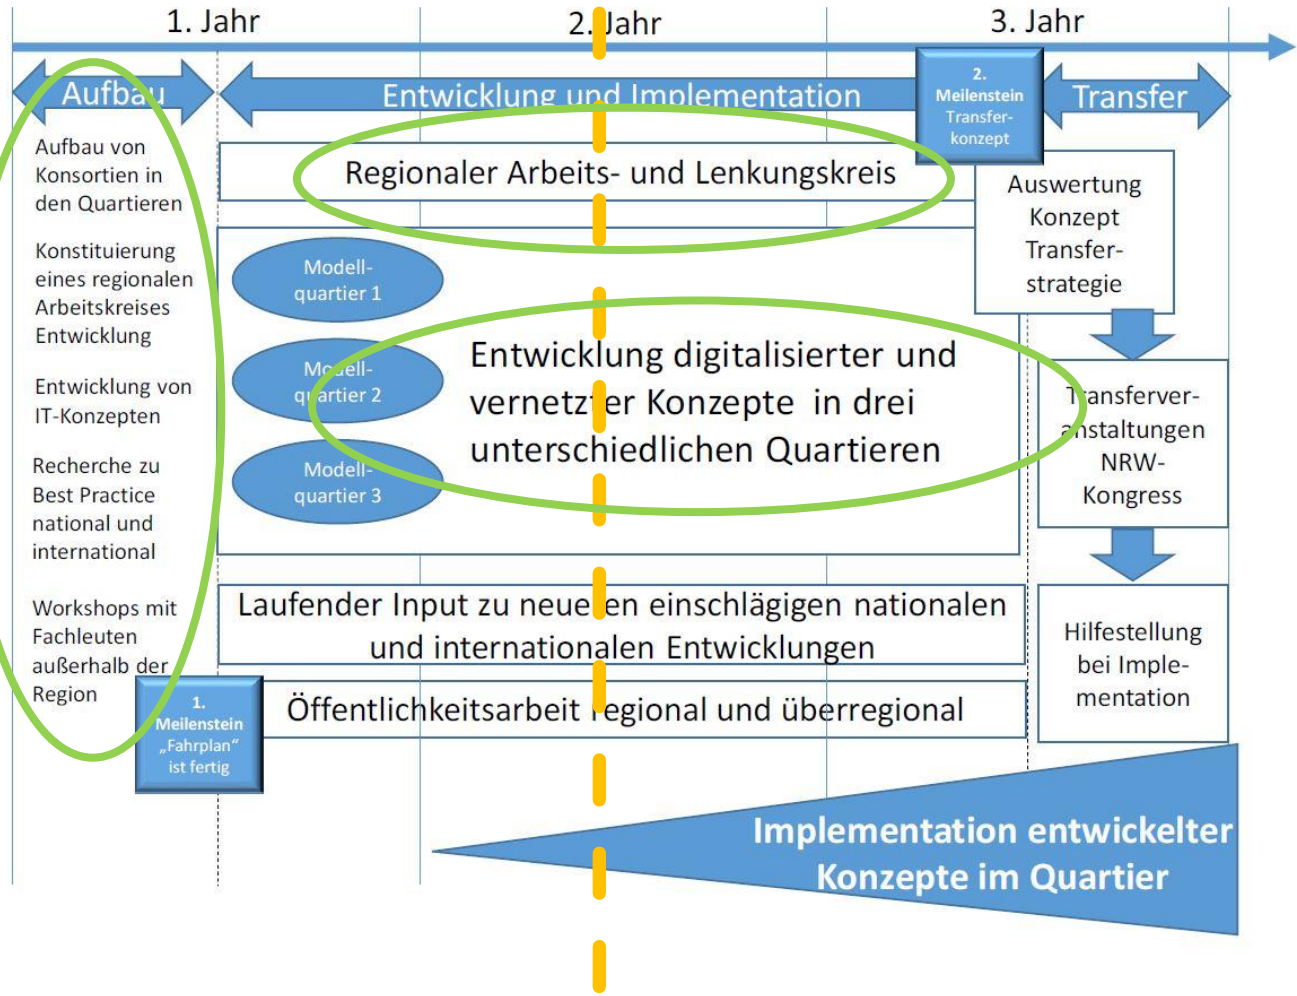 1. Jahr
2. Jahr
3. Jahr
Aufbau
Entwicklung und Implementation
2.
Meilenstein
Transfer-
konzept
Transfer
Aufbau von
Konsortien in
den Quartieren
Konstituierung
eines regionalen
Arbeitskreises
Entwicklung
Entwicklung von
IT-Konzepten
Recherche zu
Best Practice
national und
international
Workshops mit
Fachleuten
außerhalb der
Region
1.
Meilenstein
„Fahrplan“
ist fertig
Regionaler Arbeits- und Lenkungskreis
Modell-
quartier 1
Modell-
quartier 2
Modell-
quartier 3
Entwicklung digitalisierter und
vernetzter Konzepte in drei
unterschiedlichen Quartieren
Laufender Input zu neueren einschlägigen nationalen
und internationalen Entwicklungen
Öffentlichkeitsarbeit regional und überregional
Auswertung
Konzept
Transfer-
strategie
Transferver-
anstaltungen
NRW-
Kongress
Hilfestellung
bei Imple-
mentation
Implementation entwickelter
Konzepte im Quartier